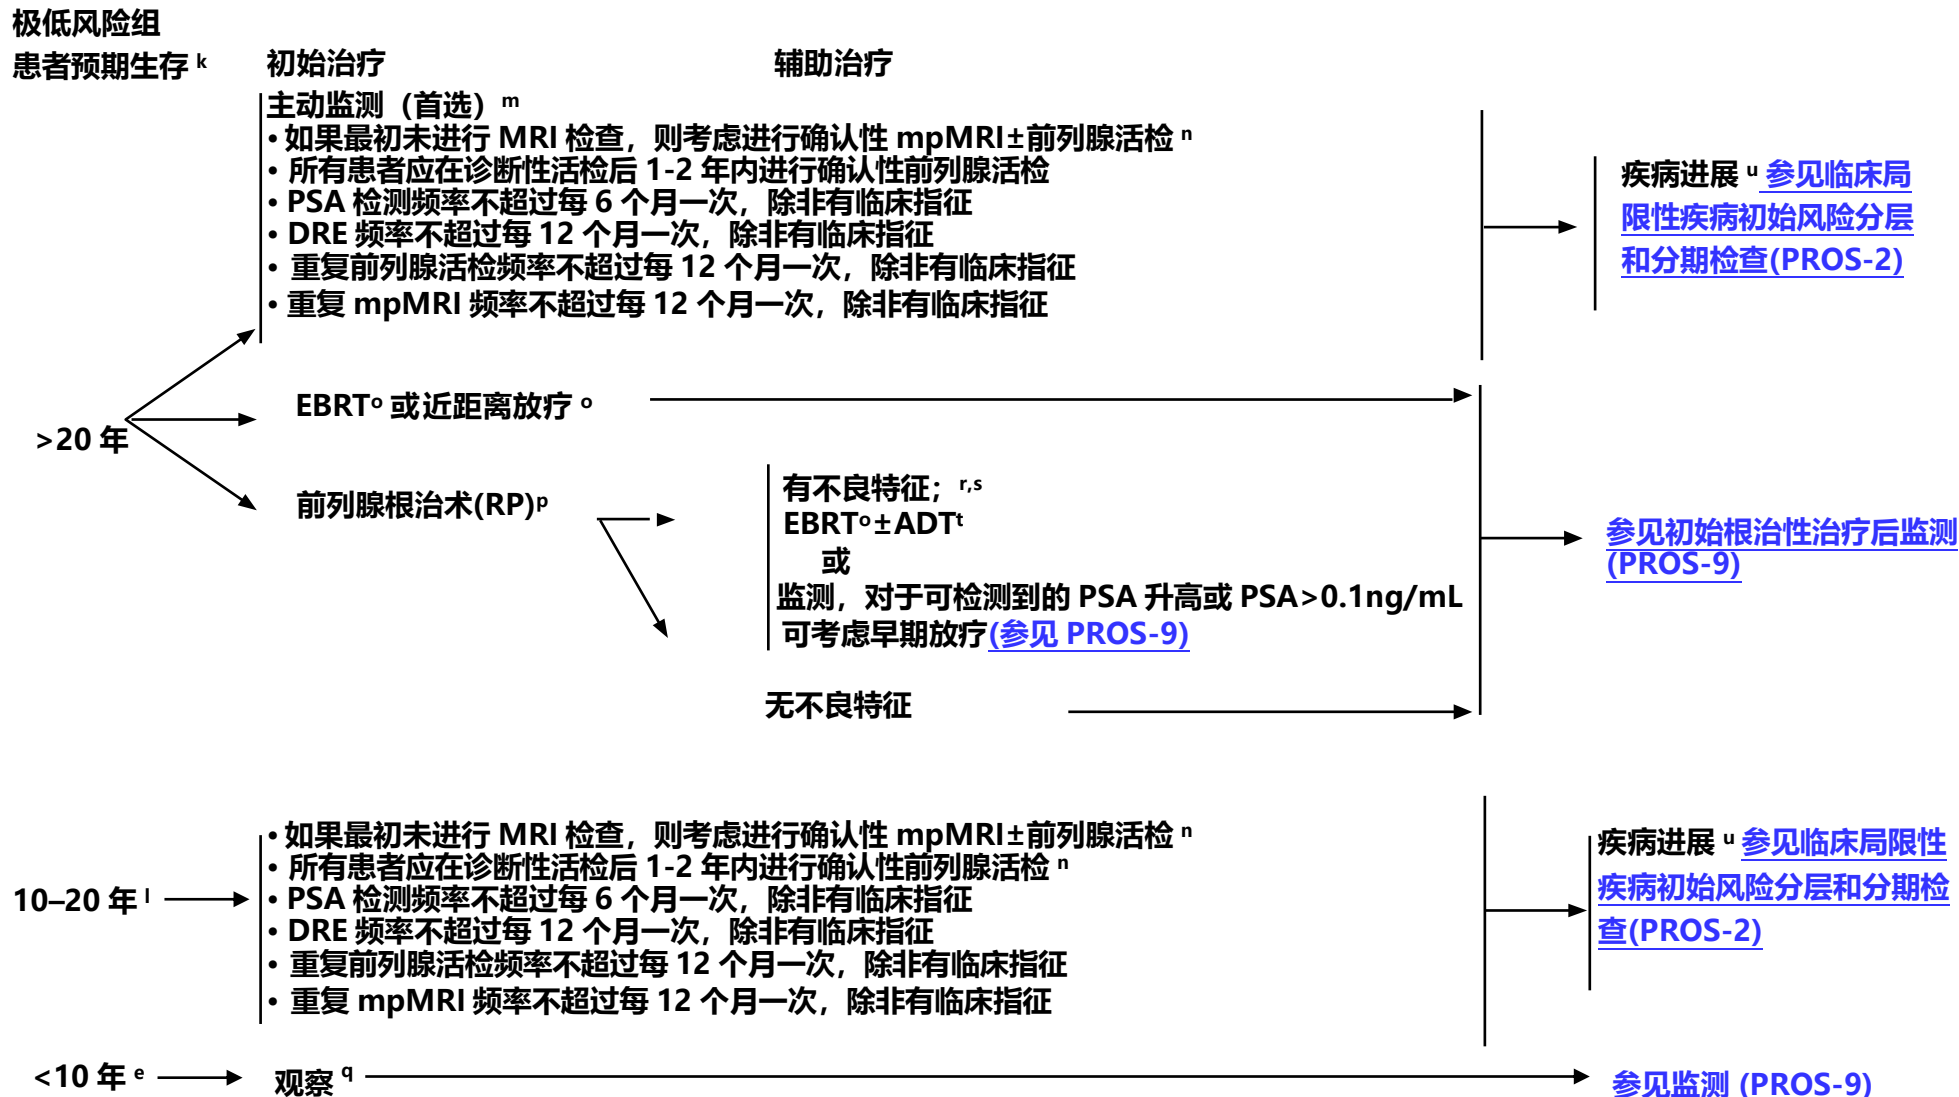 极低风险组
患者预期生存 k
初始治疗
辅助治疗
主动监测（首选）m
• 如果最初未进行 MRI 检查，则考虑进行确认性 mpMRI±前列腺活检 n
• 所有患者应在诊断性活检后 1-2 年内进行确认性前列腺活检
• PSA 检测频率不超过每 6 个月一次，除非有临床指征
• DRE 频率不超过每 12 个月一次，除非有临床指征
• 重复前列腺活检频率不超过每 12 个月一次，除非有临床指征
• 重复 mpMRI 频率不超过每 12 个月一次，除非有临床指征
疾病进展 u 参见临床局
限性疾病初始风险分层
和分期检查(PROS-2)
>20 年
EBRTo 或近距离放疗 o
前列腺根治术(RP)p
有不良特征；r,s
EBRTo±ADTt
或
监测，对于可检测到的 PSA 升高或 PSA>0.1ng/mL
可考虑早期放疗(参见 PROS-9)
无不良特征
参见初始根治性治疗后监测
(PROS-9)
10–20 年 l
• 如果最初未进行 MRI 检查，则考虑进行确认性 mpMRI±前列腺活检 n
• 所有患者应在诊断性活检后 1-2 年内进行确认性前列腺活检 n
• PSA 检测频率不超过每 6 个月一次，除非有临床指征
• DRE 频率不超过每 12 个月一次，除非有临床指征
• 重复前列腺活检频率不超过每 12 个月一次，除非有临床指征
• 重复 mpMRI 频率不超过每 12 个月一次，除非有临床指征
疾病进展 u 参见临床局限性
疾病初始风险分层和分期检
查(PROS-2)
<10 年 e
观察 q
参见监测 (PROS-9)